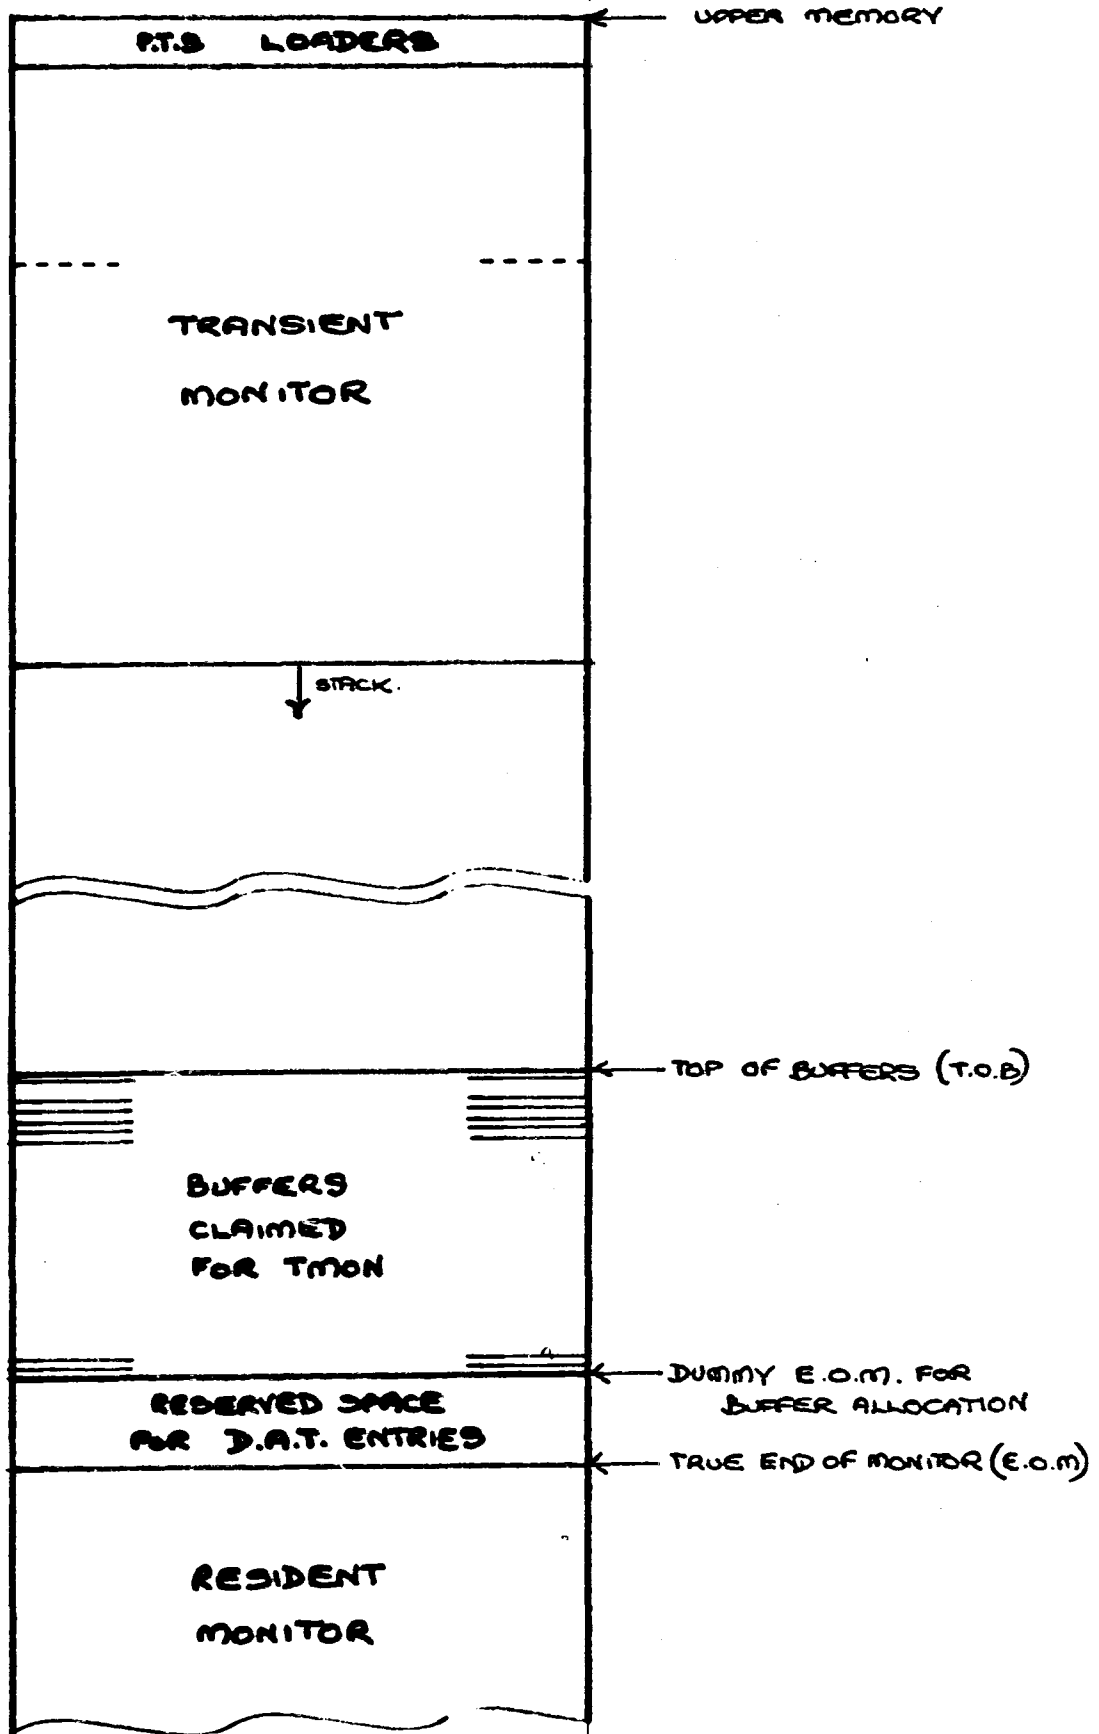 UPPER MEMORY
P.T.S LOADERS
TRANSIENT
MONITOR
STACK.
TOP OF BUFFERS (T.O.B)
BUFFERS
CLAIMED
FOR TMON
DUMMY E.O.M. FOR
BUFFER ALLOCATION
RESERVED SPACE
FOR D.A.T. ENTRIES
TRUE END OF MONITOR (E.O.M)
RESIDENT
MONITOR